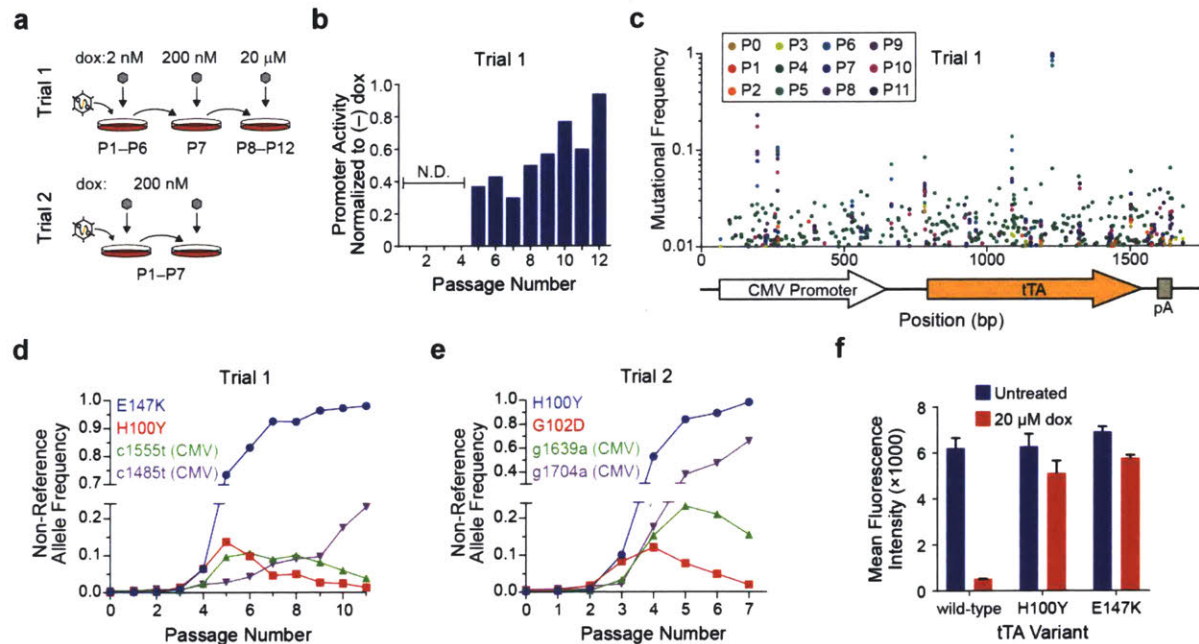 a
Trial 1
dox: 2 nM
200 nM
20 µM
P1–P6
P7
P8–P12
Trial 2
dox:
200 nM
P1–P7
b
Trial 1
Promoter Activity
Normalized to (–) dox
1.0
0.8
0.6
0.4
0.2
0
N.D.
2
4
6
8
10
12
Passage Number
c
Trial 1
P0
P3
P6
P9
P1
P4
P7
P10
P2
P5
P8
P11
Mutational Frequency
1
0.1
0.01
0
500
1000
1500
CMV Promoter
tTA
pA
Position (bp)
d
Trial 1
E147K
H100Y
c1555t (CMV)
c1485t (CMV)
Non-Reference
Allele Frequency
1.0
0.9
0.8
0.7
0.2
0.1
0.0
0
2
4
6
8
10
Passage Number
e
Trial 2
H100Y
G102D
g1639a (CMV)
g1704a (CMV)
Non-Reference
Allele Frequency
1.0
0.8
0.6
0.4
0.2
0.1
0.0
0
1
2
3
4
5
6
7
Passage Number
f
Untreated
20 µM dox
Mean Fluorescence
Intensity (×1000)
8
6
4
2
0
wild-type
H100Y
E147K
tTA Variant